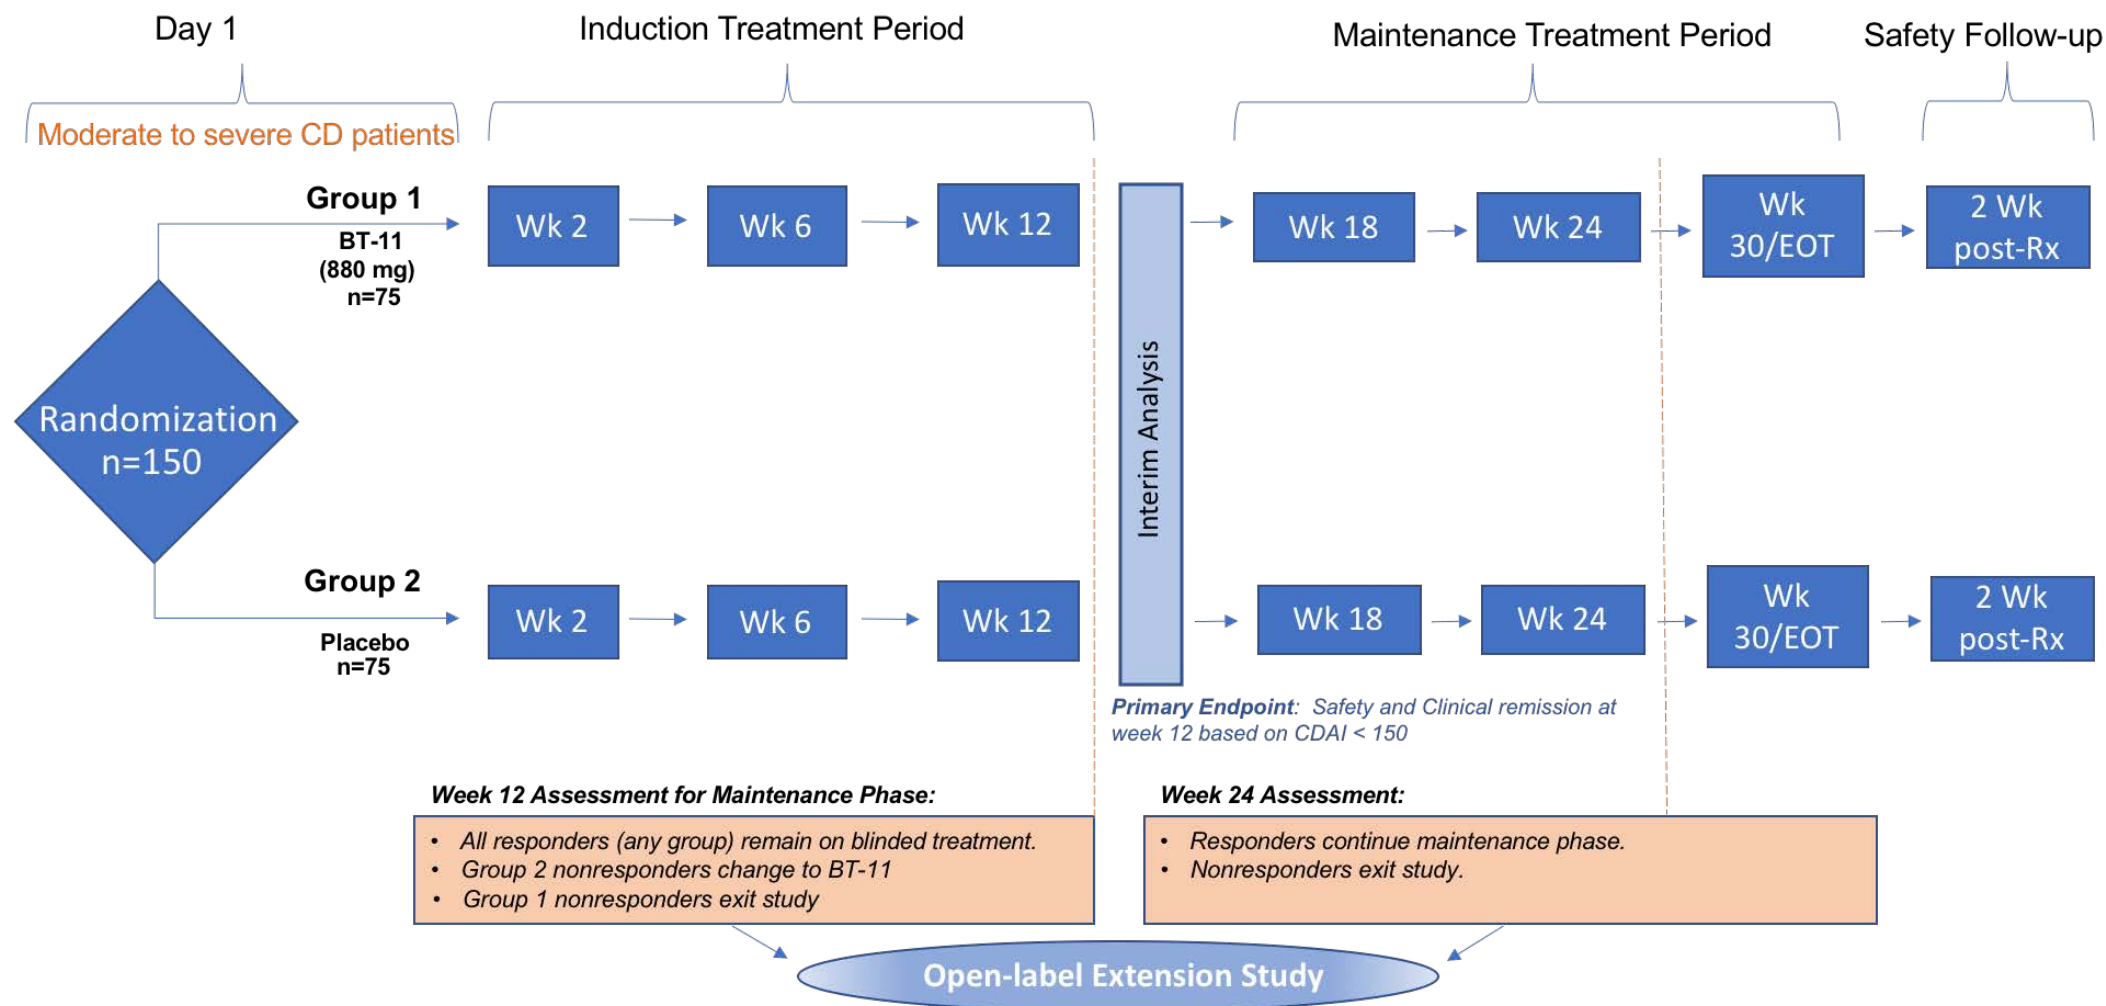 Day 1
Induction Treatment Period
Maintenance Treatment Period
Safety Follow-up
Moderate to severe CD patients
Group 1
BT-11
(880 mg)
n=75
Wk 2
Wk 6
Wk 12
Wk 18
Wk 24
Wk
30/EOT
2 Wk
post-Rx
Randomization
n=150
Interim Analysis
Group 2
Placebo
n=75
Wk 2
Wk 6
Wk 12
Wk 18
Wk 24
Wk
30/EOT
2 Wk
post-Rx
Primary Endpoint: Safety and Clinical remission at
week 12 based on CDAI < 150
Week 12 Assessment for Maintenance Phase:
• All responders (any group) remain on blinded treatment.
• Group 2 nonresponders change to BT-11
• Group 1 nonresponders exit study
Week 24 Assessment:
• Responders continue maintenance phase.
• Nonresponders exit study.
Open-label Extension Study